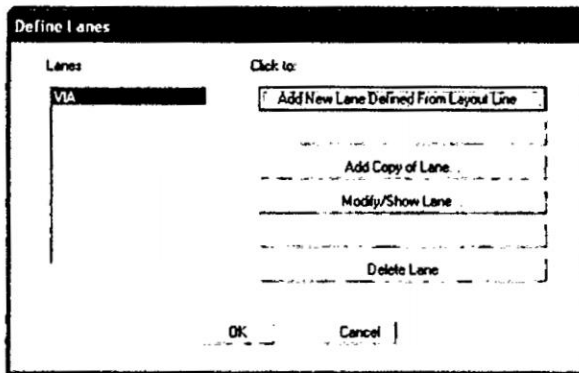 Define Lanes
Lanes
Click to:
VIA
Add New Lane Defined From Layout Line
Add Copy of Lane...
Modify/Show Lane
Delete Lane
OK
Cancel